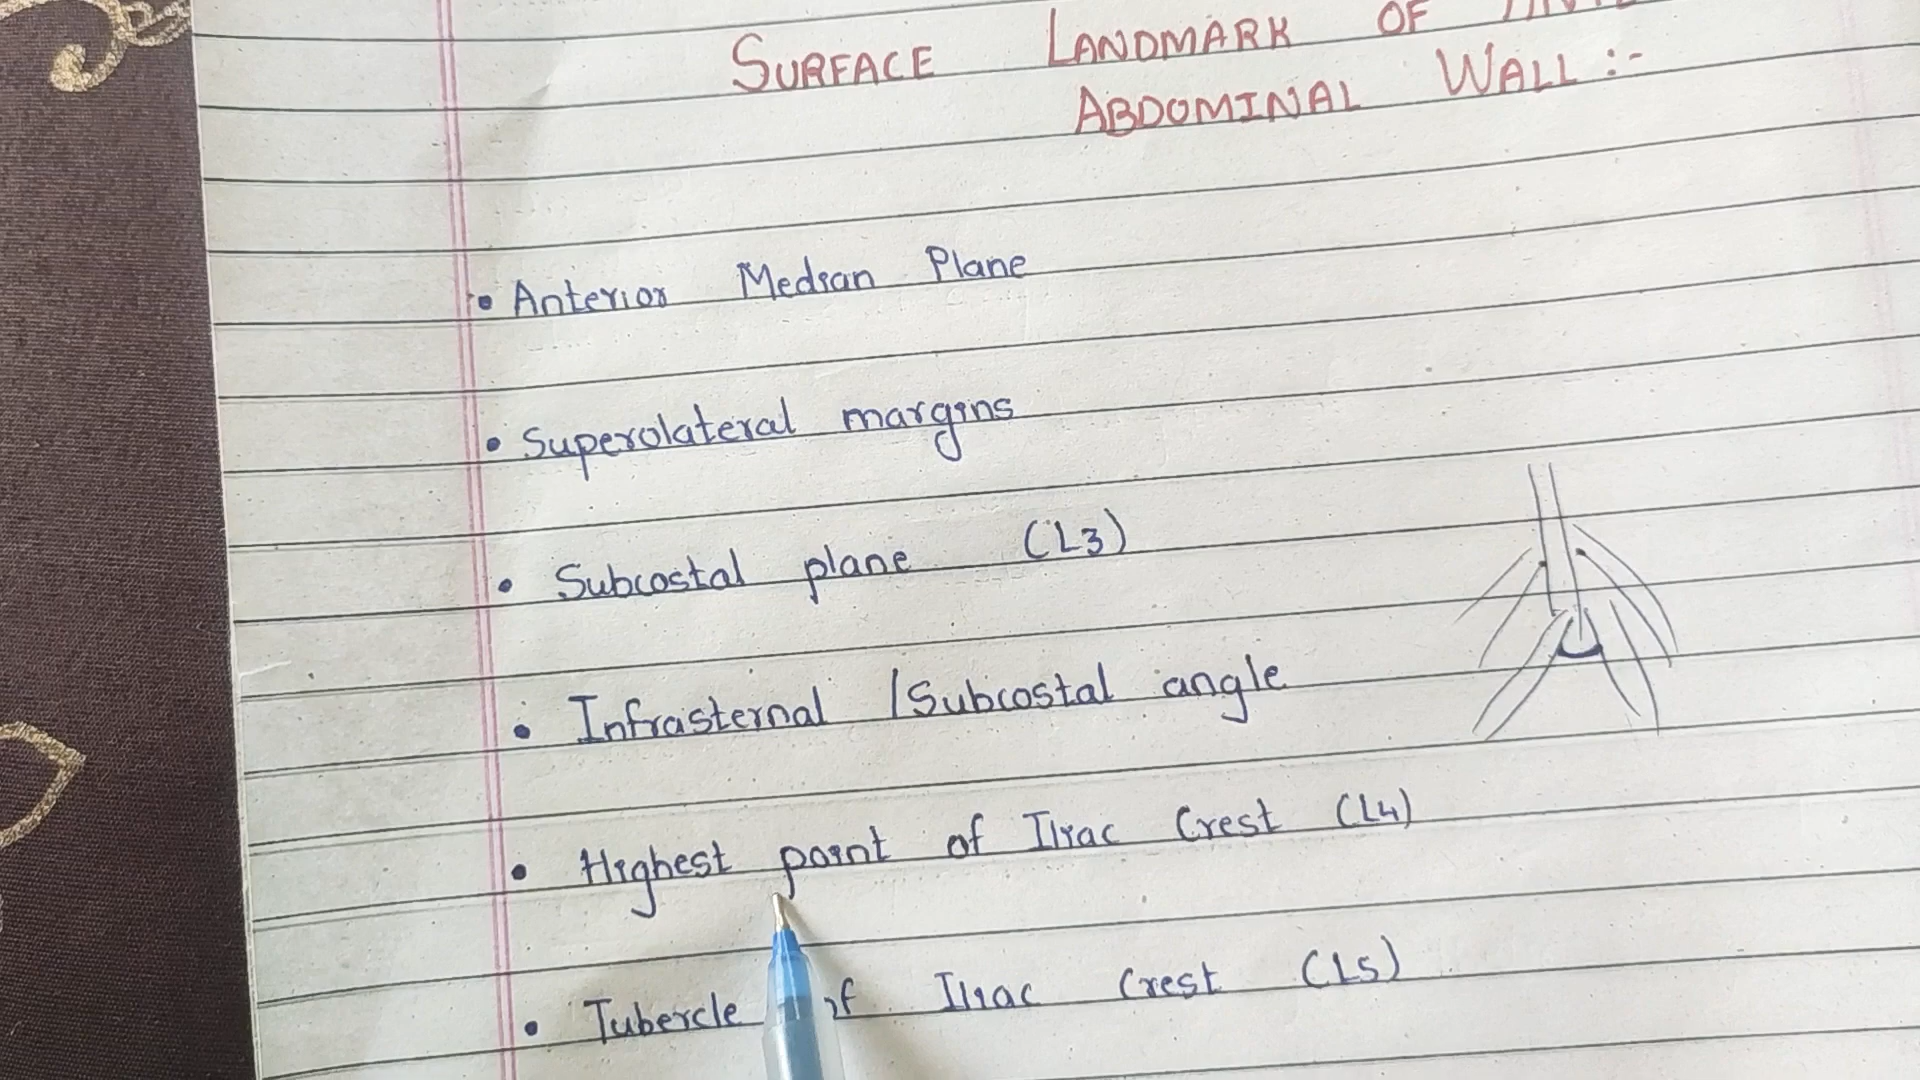 SURFACE LANDMARK OF
ABDOMINAL WALL :-
• Anterior Median Plane
• Superolateral margins
• Subcostal plane (L3)
• Infrasternal / Subcostal angle
• Highest point of Iliac Crest (L4)
• Tubercle of Iliac Crest (L5)